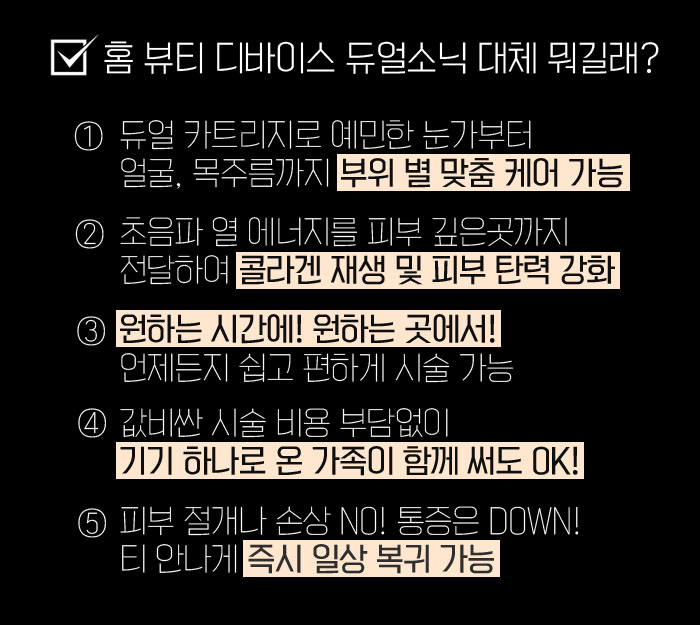 홈 뷰티 디바이스 듀얼소닉 대체 뭐길래?
① 듀얼 카트리지로 예민한 눈가부터
얼굴, 목주름까지 부위 별 맞춤 케어 가능
② 초음파 열 에너지를 피부 깊은곳까지
전달하여 콜라겐 재생 및 피부 탄력 강화
③ 원하는 시간에! 원하는 곳에서!
언제든지 쉽고 편하게 시술 가능
④ 값비싼 시술 비용 부담없이
기기 하나로 온 가족이 함께 써도 OK!
⑤ 피부 절개나 손상 NO! 통증은 DOWN!
티 안나게 즉시 일상 복귀 가능